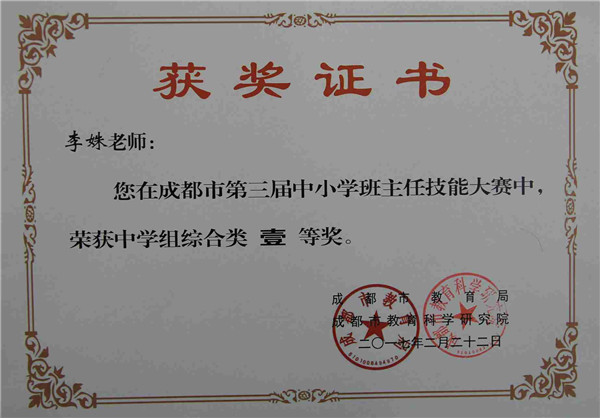 获奖证书
李姝老师：
您在成都市第三届中小学班主任技能大赛中，
荣获中学组综合类 壹 等奖。
成都市教育局
成都市教育科学研究院
二〇一七年二月二十二日